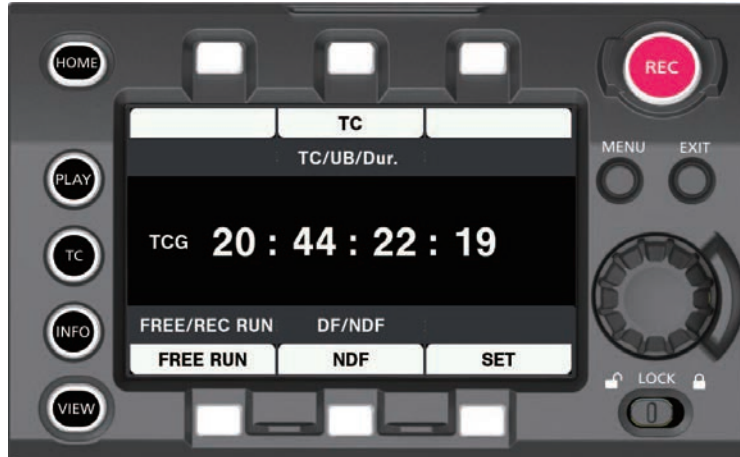 HOME
REC
TC
MENU EXIT
TC/UB/Dur.
PLAY
TCG 20 : 44 : 22 : 19
TC
INFO
FREE/REC RUN DF/NDF
FREE RUN NDF SET
LOCK
VIEW